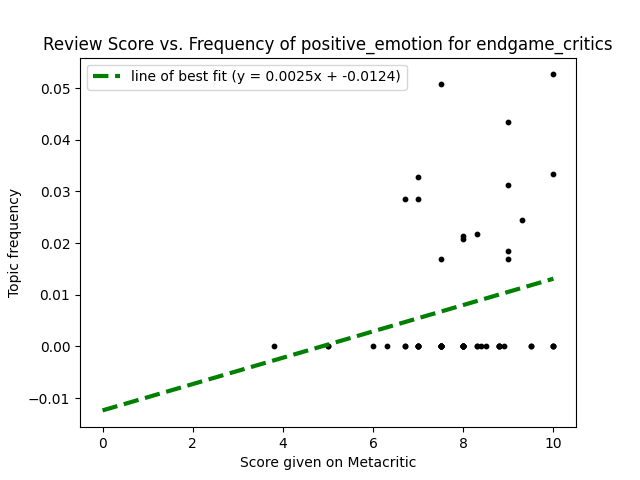 Review Score vs. Frequency of positive_emotion for endgame_critics
line of best fit (y = 0.0025x + -0.0124)
0.05
0.04
0.03
0.02
0.01
0.00
−0.01
Topic frequency
0 2 4 6 8 10
Score given on Metacritic